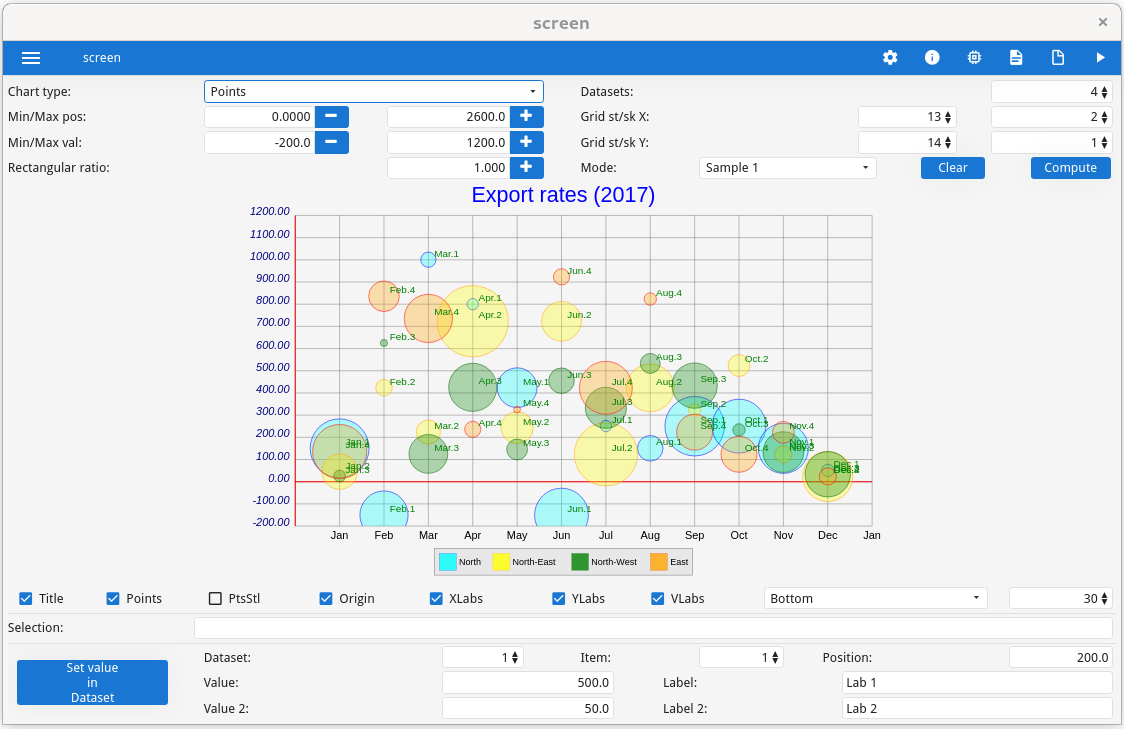 screen
screen
Chart type: Points Datasets: 4
Min/Max pos: 0.0000 2600.0 Grid st/sk X: 13 2
Min/Max val: -200.0 1200.0 Grid st/sk Y: 14 1
Rectangular ratio: 1.000 Mode: Sample 1 Clear Compute
Export rates (2017)
1200.00
1100.00
1000.00 Mar.1
900.00 Jun.4
800.00 Feb.4 Apr.1 Aug.4
700.00 Mar.4 Apr.2 Jun.2
600.00 Feb.3
500.00 Aug.3 Oct.2
400.00 Feb.2 Apr.3 May.1 Jun.3 Jul.4 Aug.2 Sep.3
300.00 May.4 Jul.3 Sep.2
200.00 Mar.2 Apr.4 May.2 Jul.1 Sep.1 Sep.4 Oct.1 Oct.3 Nov.4
100.00 Jan.1 Jan.4 Mar.3 May.3 Jul.2 Aug.1 Oct.4 Nov.1 Nov.2
0.00 Jan.2 Jan.3 Dec.1
-100.00
-200.00 Feb.1 Jun.1
Jan Feb Mar Apr May Jun Jul Aug Sep Oct Nov Dec Jan
North North-East North-West East
Title Points PtsStl Origin XLabs YLabs VLabs Bottom 30
Selection:
Set value
in
Dataset
Dataset: 1 Item: 1 Position: 200.0
Value: 500.0 Label: Lab 1
Value 2: 50.0 Label 2: Lab 2